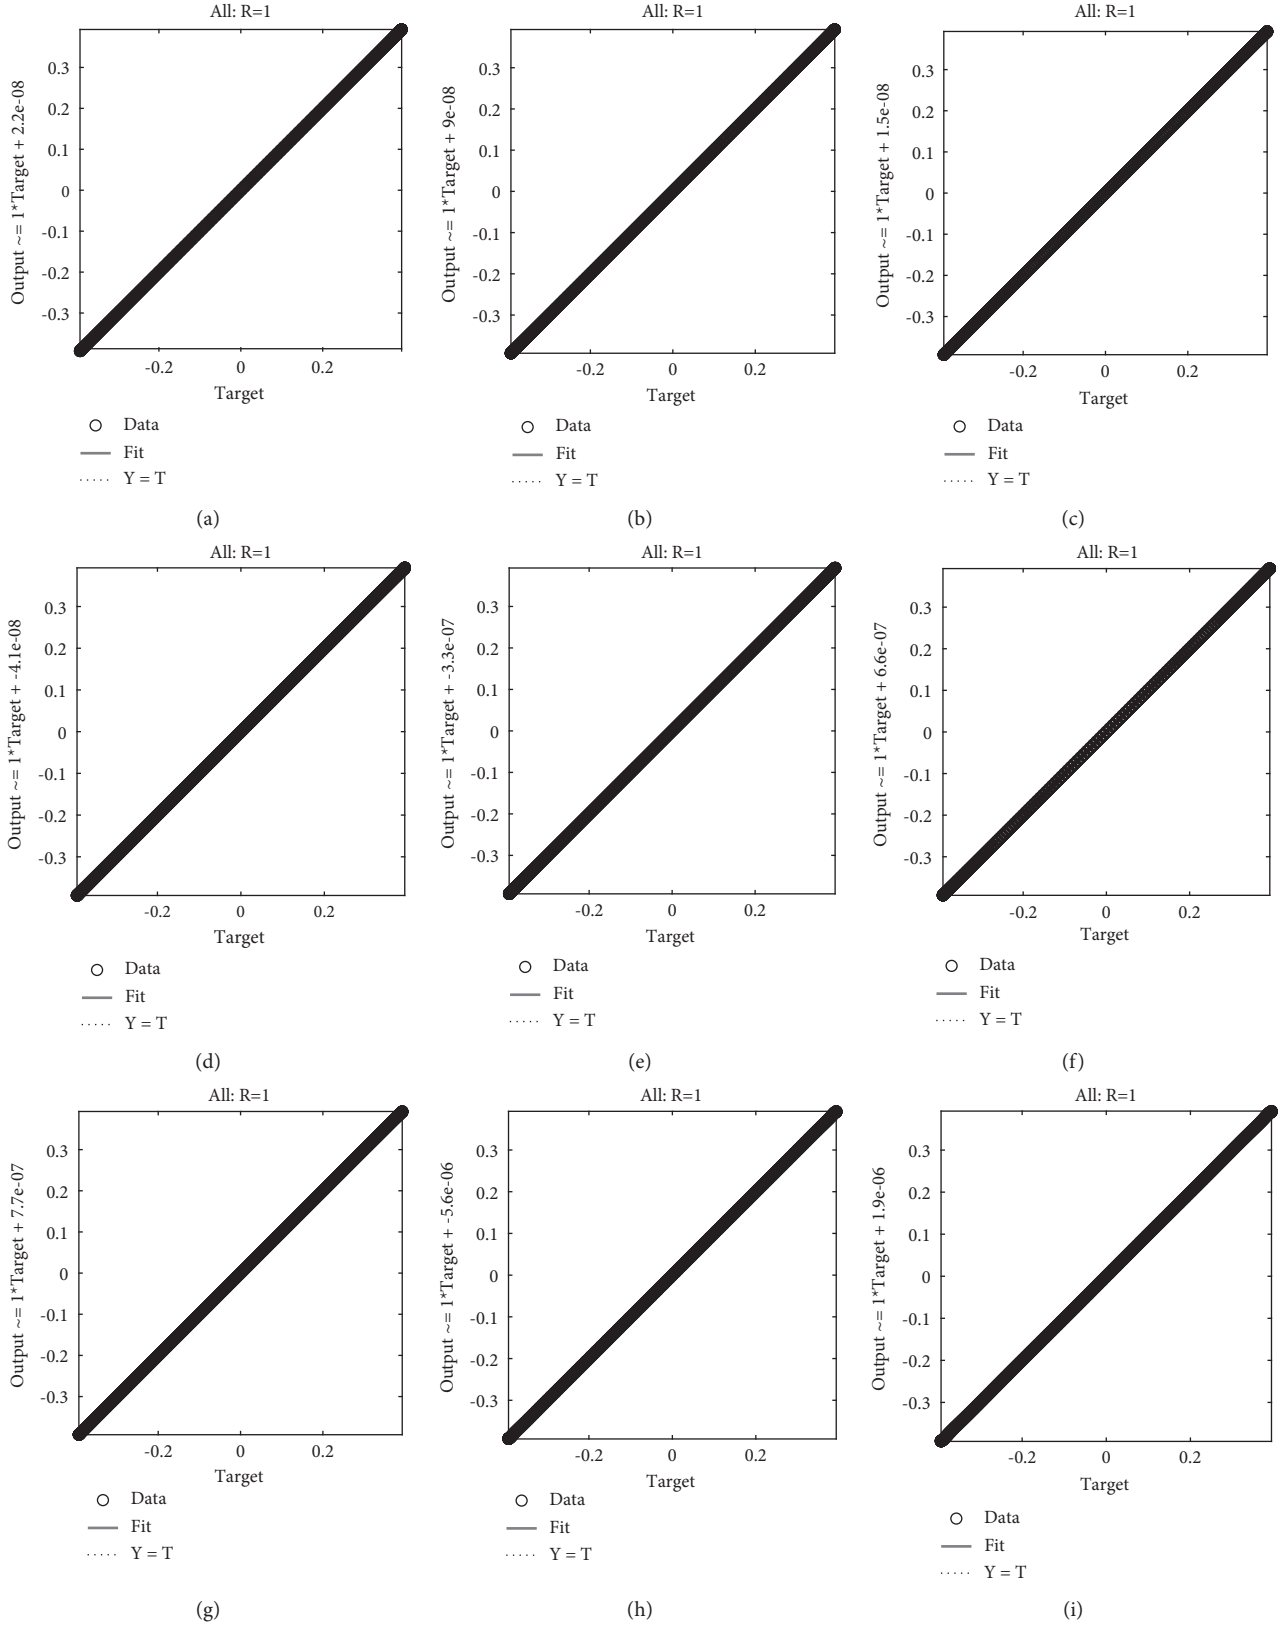 All: R=1
Output ~= 1*Target + 2.2e-08
0.3
0.2
0.1
0
-0.1
-0.2
-0.3
-0.2 0 0.2
Target
Data
Fit
Y = T
(a)
All: R=1
Output ~= 1*Target + 9e-08
0.3
0.2
0.1
0
-0.1
-0.2
-0.3
-0.2 0 0.2
Target
Data
Fit
Y = T
(b)
All: R=1
Output ~= 1*Target + 1.5e-08
0.3
0.2
0.1
0
-0.1
-0.2
-0.3
-0.2 0 0.2
Target
Data
Fit
Y = T
(c)
All: R=1
Output ~= 1*Target + -4.1e-08
0.3
0.2
0.1
0
-0.1
-0.2
-0.3
-0.2 0 0.2
Target
Data
Fit
Y = T
(d)
All: R=1
Output ~= 1*Target + -3.3e-07
0.3
0.2
0.1
0
-0.1
-0.2
-0.3
-0.2 0 0.2
Target
Data
Fit
Y = T
(e)
All: R=1
Output ~= 1*Target + 6.6e-07
0.3
0.2
0.1
0
-0.1
-0.2
-0.3
-0.2 0 0.2
Target
Data
Fit
Y = T
(f)
All: R=1
Output ~= 1*Target + 7.7e-07
0.3
0.2
0.1
0
-0.1
-0.2
-0.3
-0.2 0 0.2
Target
Data
Fit
Y = T
(g)
All: R=1
Output ~= 1*Target + -5.6e-06
0.3
0.2
0.1
0
-0.1
-0.2
-0.3
-0.2 0 0.2
Target
Data
Fit
Y = T
(h)
All: R=1
Output ~= 1*Target + 1.9e-06
0.3
0.2
0.1
0
-0.1
-0.2
-0.3
-0.2 0 0.2
Target
Data
Fit
Y = T
(i)